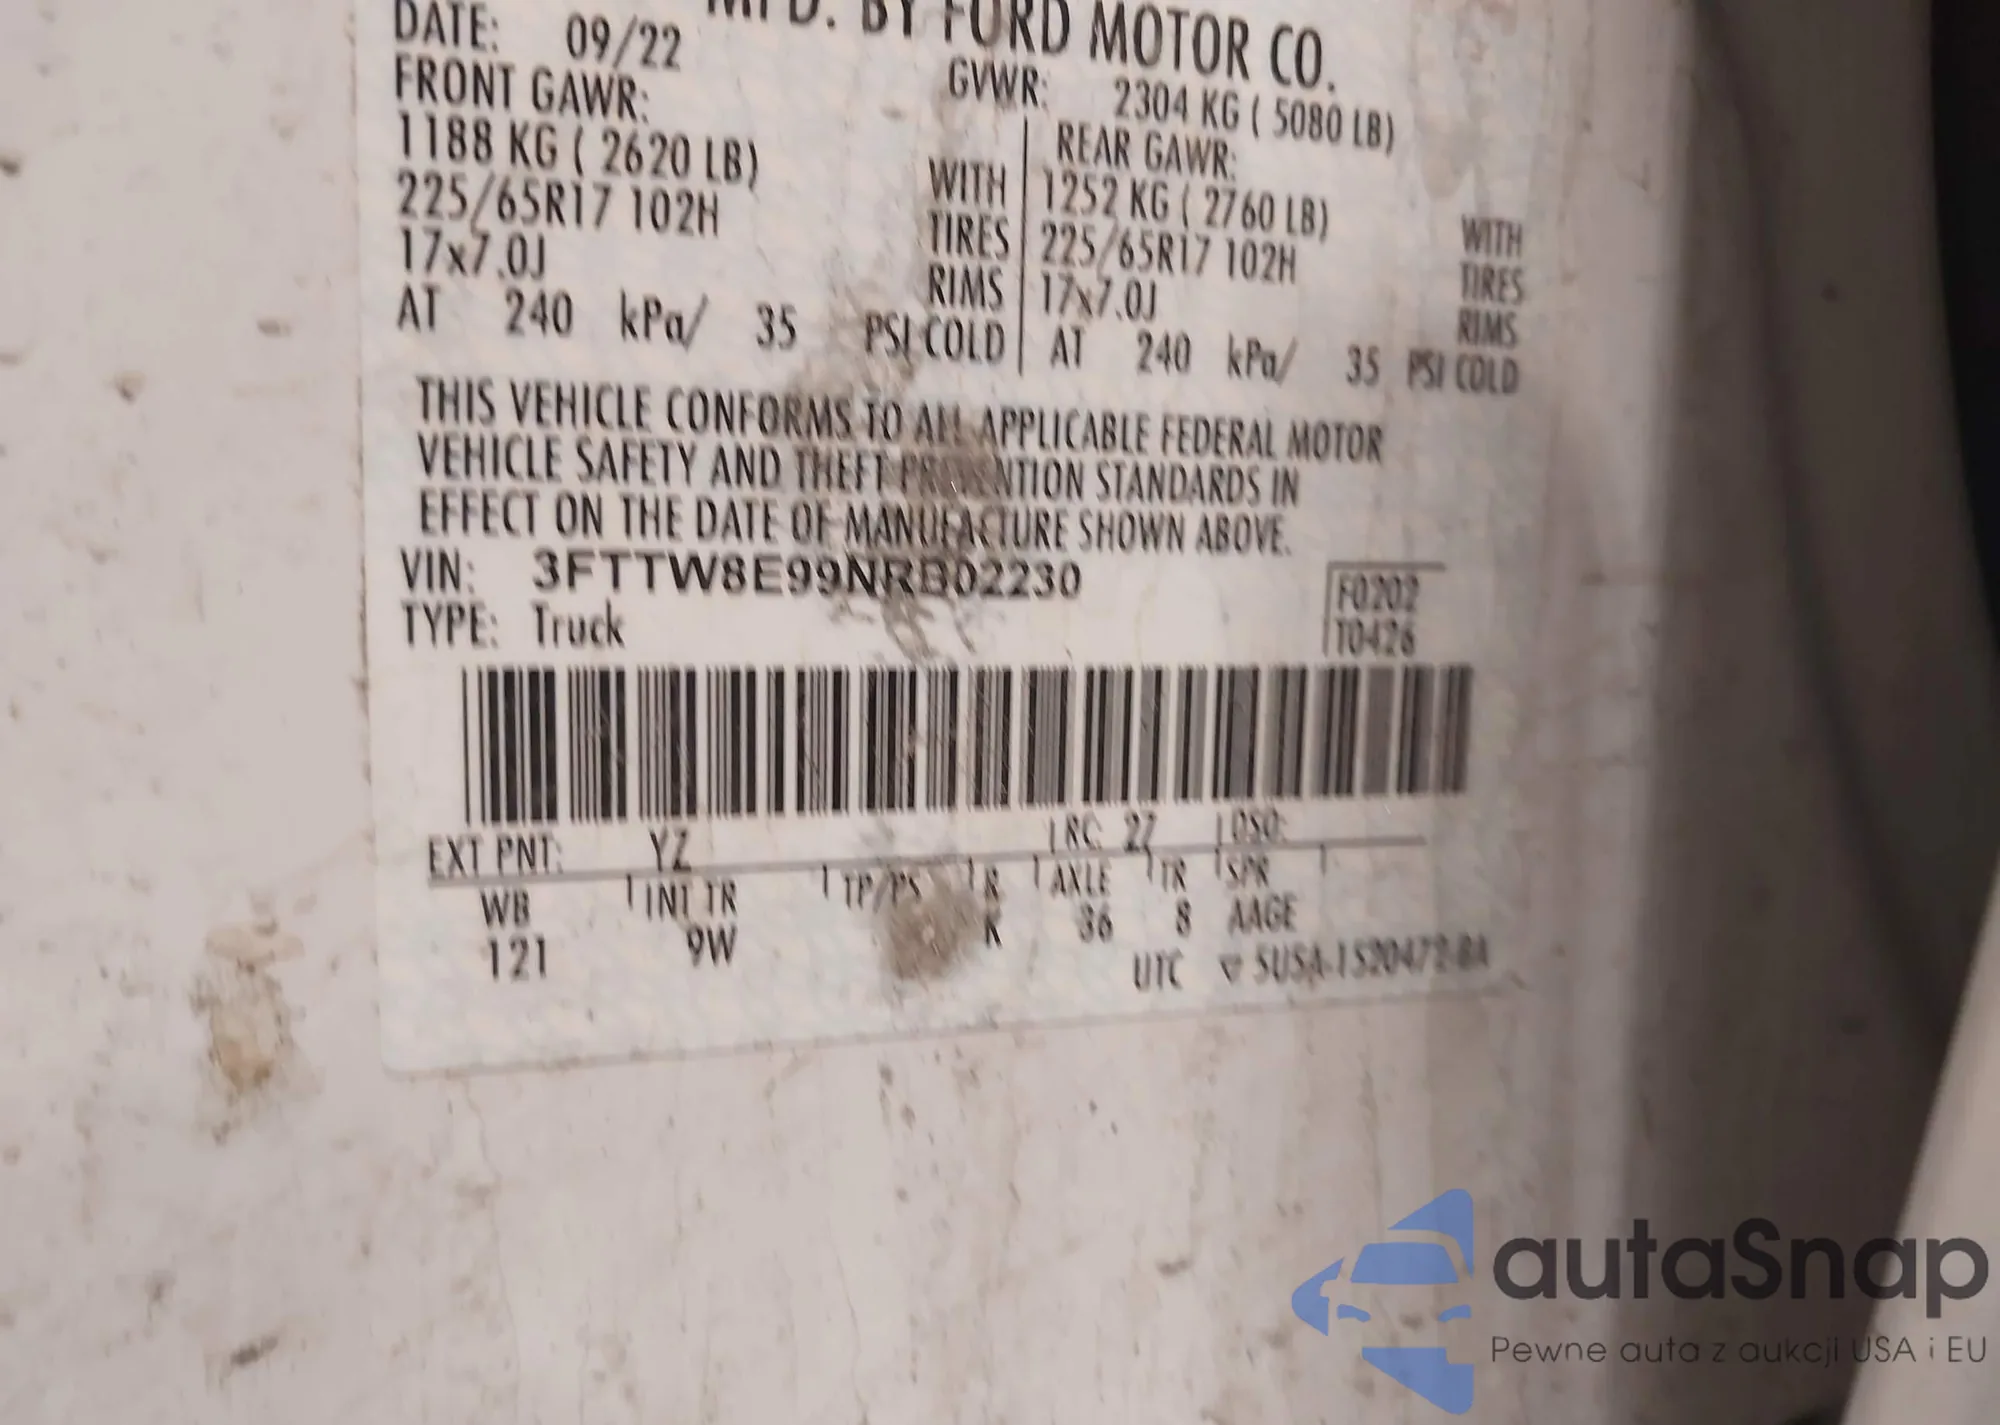 MFD. BY FORD MOTOR CO.
DATE: 09/22
GVWR: 2304 KG ( 5080 LB)
FRONT GAWR:
REAR GAWR:
1188 KG ( 2620 LB) WITH
1252 KG ( 2760 LB) WITH
225/65R17 102H TIRES
225/65R17 102H TIRES
17x7.0J RIMS
17x7.0J RIMS
AT 240 kPa/ 35 PSI COLD
AT 240 kPa/ 35 PSI COLD
THIS VEHICLE CONFORMS TO ALL APPLICABLE FEDERAL MOTOR
VEHICLE SAFETY AND THEFT PREVENTION STANDARDS IN
EFFECT ON THE DATE OF MANUFACTURE SHOWN ABOVE.
VIN: 3FTTW8E99NRB02230
TYPE: Truck
F0202
T0426
EXT PNT: YZ RC: 27 DSO:
WB INT TR TP/PS R AXLE TR SPR
121 9W K 36 8 AAGE
UTC 5USA-1520472-BA
autaSnap
Pewne auta z aukcji USA i EU